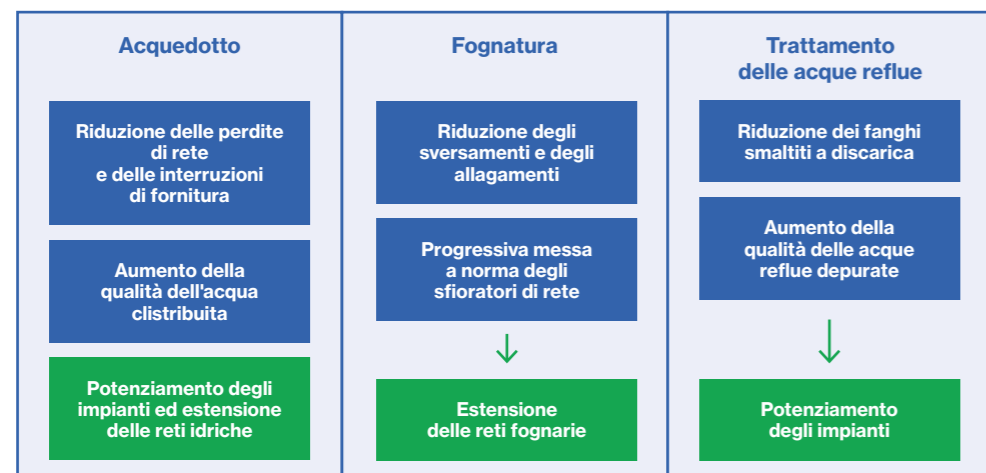 Acquedotto
Riduzione delle perdite
di rete
e delle interruzioni
di fornitura
Aumento della
qualità dell'acqua
clistribuita
Potenziamento degli
impianti ed estensione
delle reti idriche
Fognatura
Riduzione degli
sversamenti e degli
allagamenti
Progressiva messa
a norma degli
sfioratori di rete
Estensione
delle reti fognarie
Trattamento
delle acque reflue
Riduzione dei fanghi
smaltiti a discarica
Aumento della
qualità delle acque
reflue depurate
Potenziamento
degli impianti